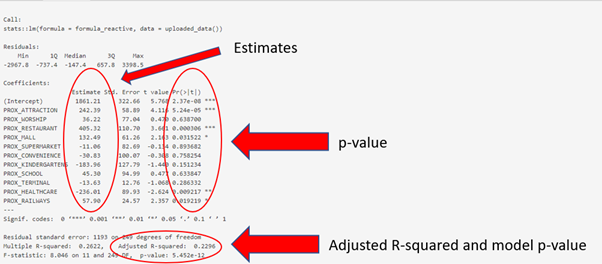 Call:
stats::lm(formula = formula_reactive, data = uploaded_data())
Residuals:
Min 1Q Median 3Q Max
-2967.8 -737.4 -147.4 657.8 3398.5
Estimates
Coefficients:
Estimate Std. Error t value Pr(>|t|)
(Intercept) 1861.21 322.66 5.768 2.37e-08 ***
PROX_ATTRACTION 242.39 58.89 4.116 5.24e-05 ***
PROX_WORSHIP 36.22 77.04 0.470 0.638700
PROX_RESTAURANT 405.32 110.70 3.661 0.000306 ***
PROX_MALL 132.49 61.26 2.163 0.031522 *
PROX_SUPERMARKET -11.06 82.69 -0.134 0.893682
PROX_CONVENIENCE -30.83 100.07 -0.308 0.758254
PROX_KINDERGARTENS -183.96 127.79 -1.440 0.151234
PROX_SCHOOL 45.30 94.99 0.477 0.633847
PROX_TERMINAL -13.63 12.76 -1.068 0.286332
PROX_HEALTHCARE -236.01 89.93 -2.624 0.009217 **
PROX_RAILWAYS 57.90 24.57 2.357 0.019219 *
p-value
---
Signif. codes: 0 '***' 0.001 '**' 0.01 '*' 0.05 '.' 0.1 ' ' 1
Residual standard error: 1193 on 249 degrees of freedom
Multiple R-squared: 0.2622, Adjusted R-squared: 0.2296
F-statistic: 8.046 on 11 and 249 DF, p-value: 5.452e-12
Adjusted R-squared and model p-value